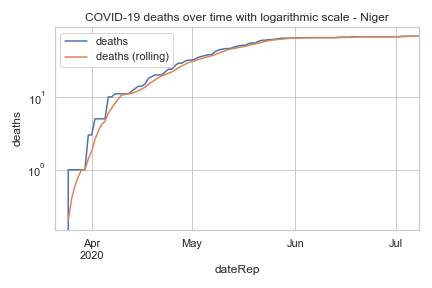 COVID-19 deaths over time with logarithmic scale - Niger
deaths
deaths (rolling)
deaths
10¹
10⁰
Apr
2020
May
Jun
Jul
dateRep